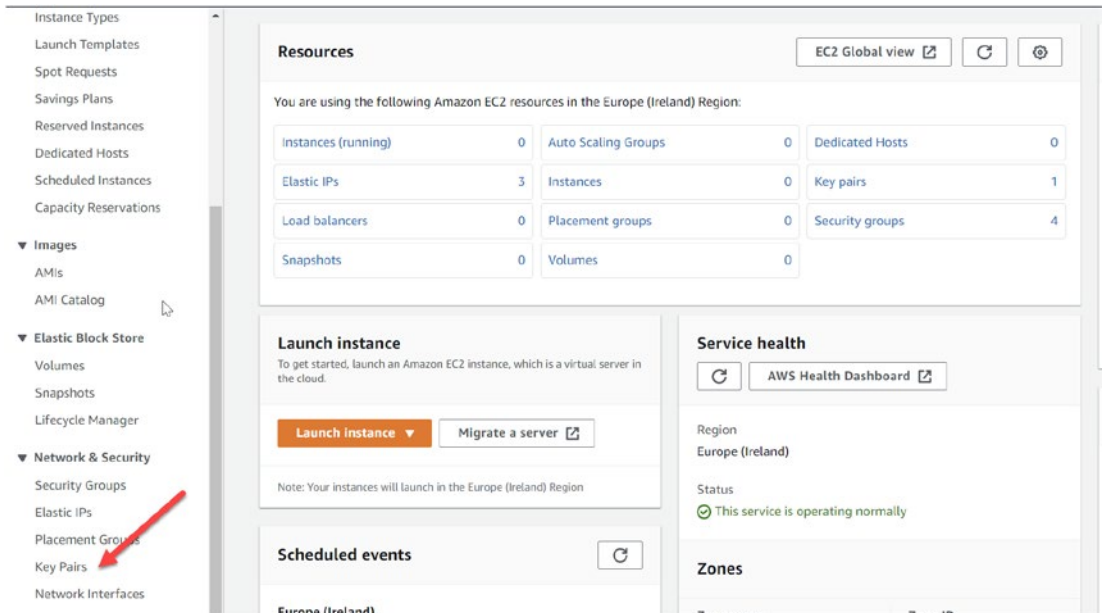 Instance Types
Launch Templates
Spot Requests
Savings Plans
Reserved Instances
Dedicated Hosts
Scheduled Instances
Capacity Reservations
Images
AMIs
AMI Catalog
Elastic Block Store
Volumes
Snapshots
Lifecycle Manager
Network & Security
Security Groups
Elastic IPs
Placement Groups
Key Pairs
Network Interfaces
Resources
EC2 Global view
You are using the following Amazon EC2 resources in the Europe (Ireland) Region:
Instances (running) 0 Auto Scaling Groups 0 Dedicated Hosts 0
Elastic IPs 3 Instances 0 Key pairs 1
Load balancers 0 Placement groups 0 Security groups 4
Snapshots 0 Volumes 0
Launch instance
To get started, launch an Amazon EC2 instance, which is a virtual server in
the cloud.
Launch instance Migrate a server
Note: Your instances will launch in the Europe (Ireland) Region
Scheduled events
Europe (Ireland)
Service health
AWS Health Dashboard
Region
Europe (Ireland)
Status
This service is operating normally
Zones